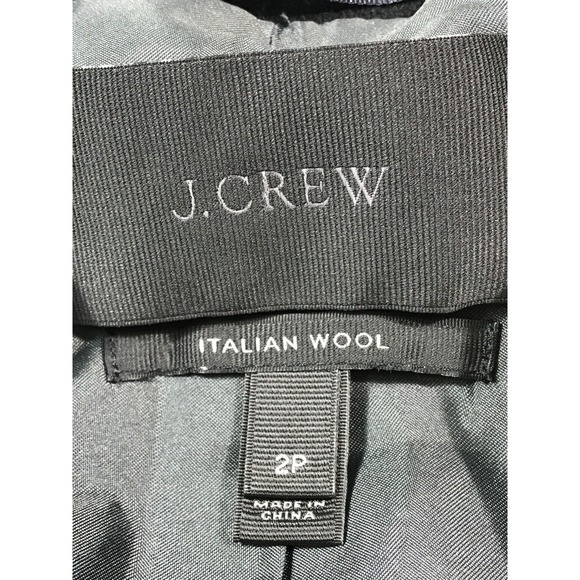 J.CREW
ITALIAN WOOL
2P
MADE IN
CHINA